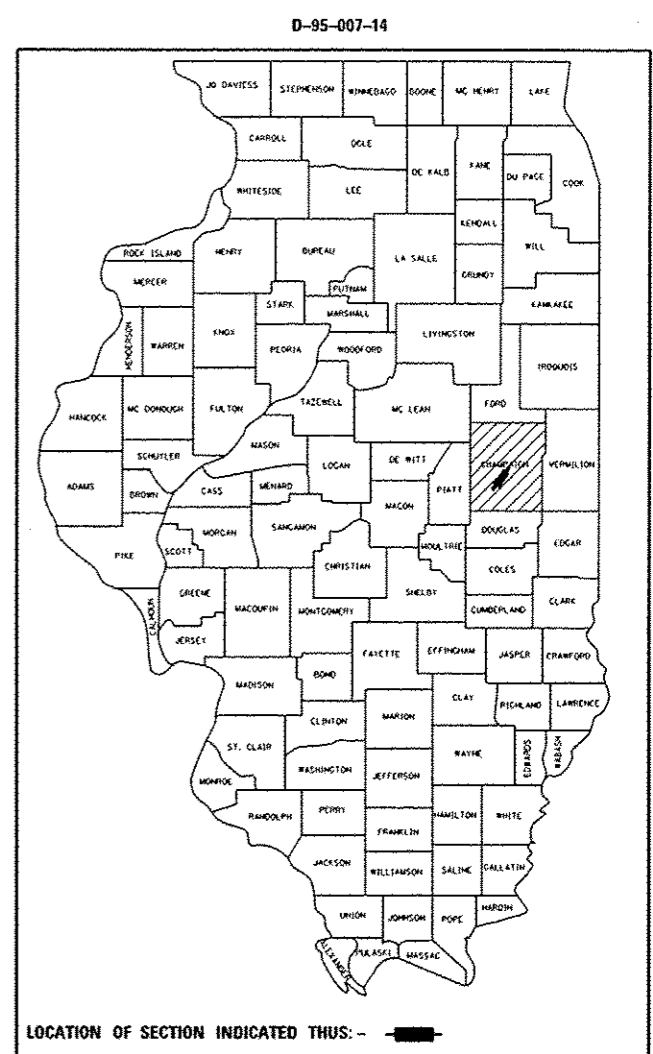 D-95-007-14
JO DAVIESS STEPHENSON WINNEBAGO BOONE MC HENRY LAKE
CARROLL OGLE DE KALB KANE DU PAGE COOK
WHITESIDE LEE
KENDALL
ROCK ISLAND HENRY BUREAU LA SALLE GRUNDY WILL
MERCER PUTNAM
STARK MARSHALL KANKAKEE
HENDERSON WARREN KNOX PEORIA WOODFORD LIVINGSTON IROQUOIS
HANCOCK MC DONOUGH FULTON TAZEWELL MC LEAN FORD
MASON
SCHUYLER LOGAN DE WITT CHAMPAIGN VERMILION
ADAMS BROWN CASS MENARD MACON PIATT
MORGAN SANGAMON DOUGLAS
PIKE SCOTT CHRISTIAN MOULTRIE EDGAR
COLES
GREENE MACOUPIN MONTGOMERY SHELBY CUMBERLAND CLARK
CALHOUN JERSEY
FAYETTE EFFINGHAM JASPER CRAWFORD
MADISON BOND
CLINTON MARION CLAY RICHLAND LAWRENCE
ST. CLAIR WAYNE EDWARDS WABASH
MONROE WASHINGTON JEFFERSON
RANDOLPH PERRY HAMILTON WHITE
FRANKLIN
JACKSON WILLIAMSON SALINE GALLATIN
UNION JOHNSON POPE HARDIN
ALEXANDER PULASKI MASSAC
LOCATION OF SECTION INDICATED THUS: -